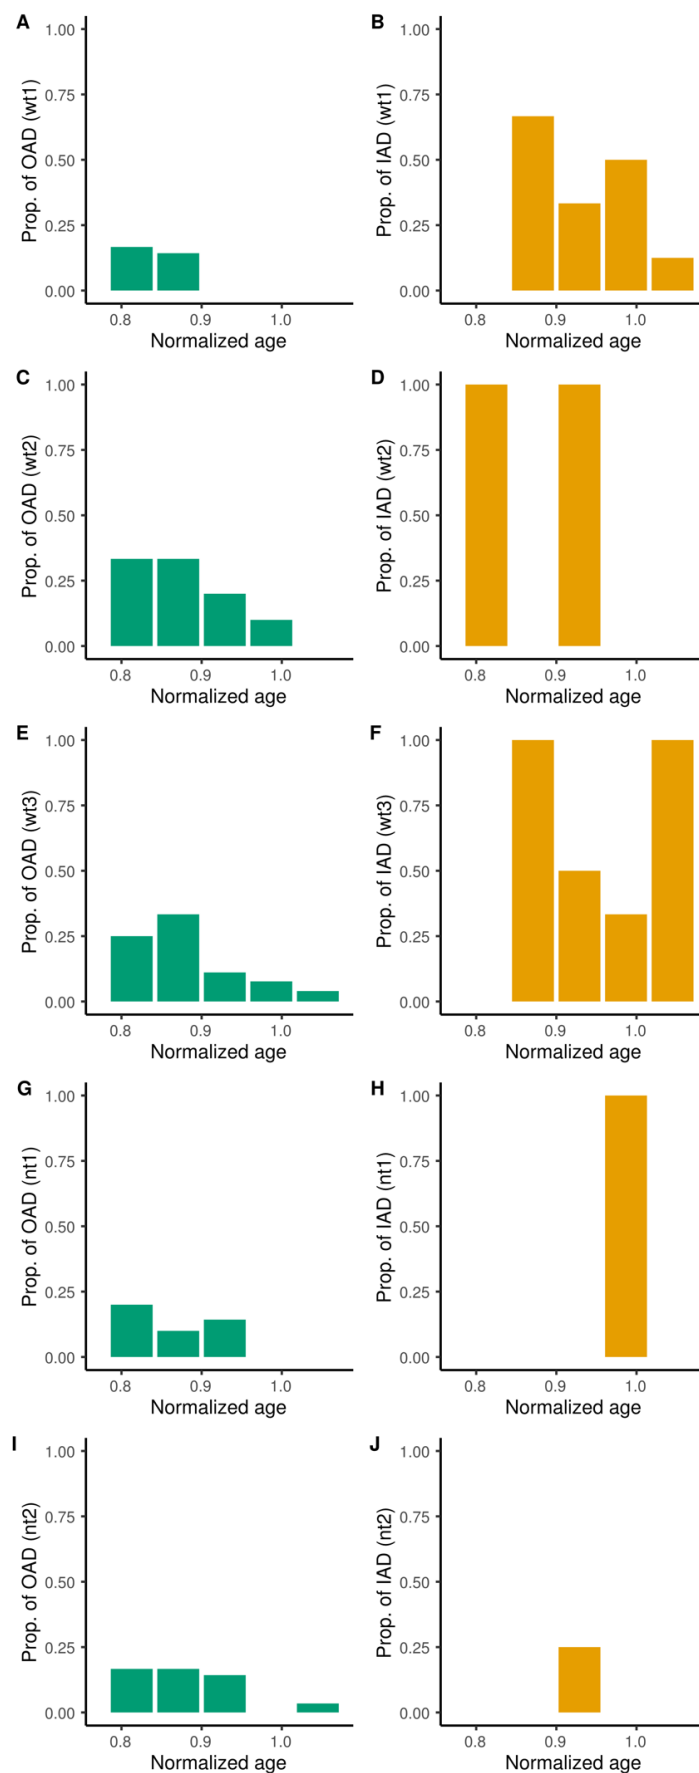 A
Prop. of OAD (wt1)
1.00
0.75
0.50
0.25
0.00
0.8 0.9 1.0
Normalized age
B
Prop. of IAD (wt1)
1.00
0.75
0.50
0.25
0.00
0.8 0.9 1.0
Normalized age
C
Prop. of OAD (wt2)
1.00
0.75
0.50
0.25
0.00
0.8 0.9 1.0
Normalized age
D
Prop. of IAD (wt2)
1.00
0.75
0.50
0.25
0.00
0.8 0.9 1.0
Normalized age
E
Prop. of OAD (wt3)
1.00
0.75
0.50
0.25
0.00
0.8 0.9 1.0
Normalized age
F
Prop. of IAD (wt3)
1.00
0.75
0.50
0.25
0.00
0.8 0.9 1.0
Normalized age
G
Prop. of OAD (nt1)
1.00
0.75
0.50
0.25
0.00
0.8 0.9 1.0
Normalized age
H
Prop. of IAD (nt1)
1.00
0.75
0.50
0.25
0.00
0.8 0.9 1.0
Normalized age
I
Prop. of OAD (nt2)
1.00
0.75
0.50
0.25
0.00
0.8 0.9 1.0
Normalized age
J
Prop. of IAD (nt2)
1.00
0.75
0.50
0.25
0.00
0.8 0.9 1.0
Normalized age